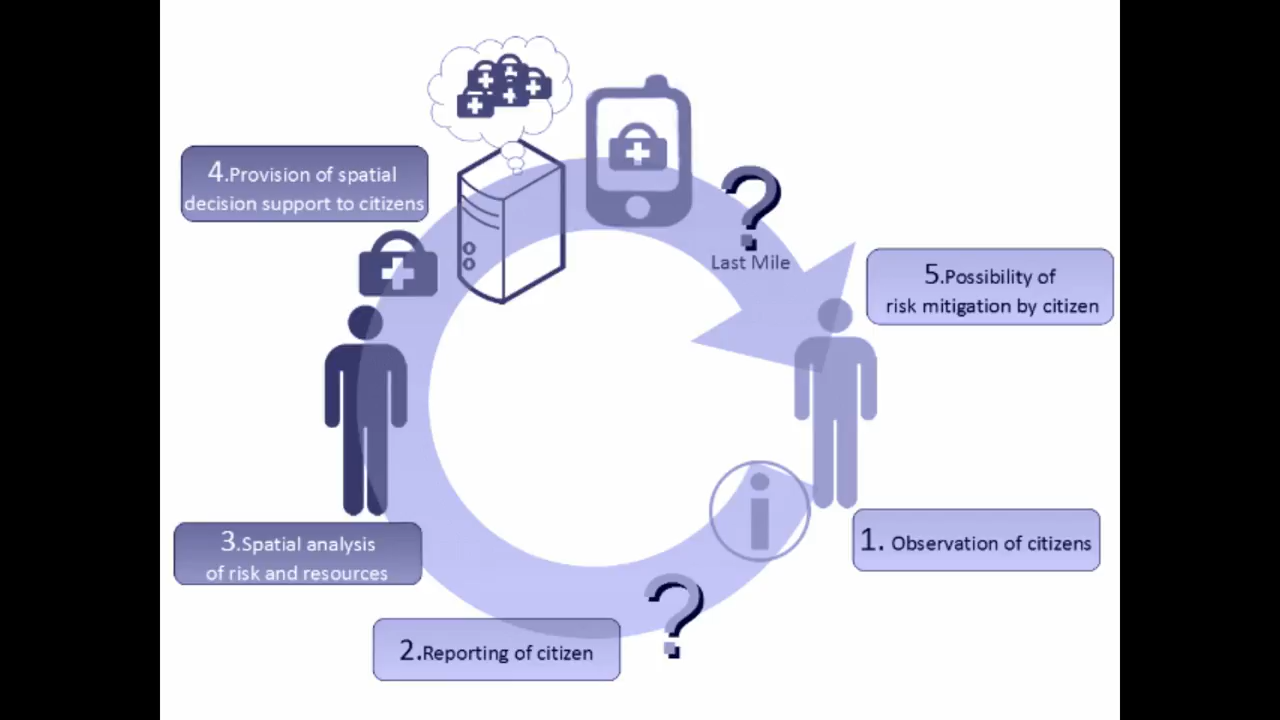 4.Provision of spatial
decision support to citizens
?
Last Mile
5.Possibility of
risk mitigation by citizen
i
1. Observation of citizens
3.Spatial analysis
of risk and resources
?
2.Reporting of citizen